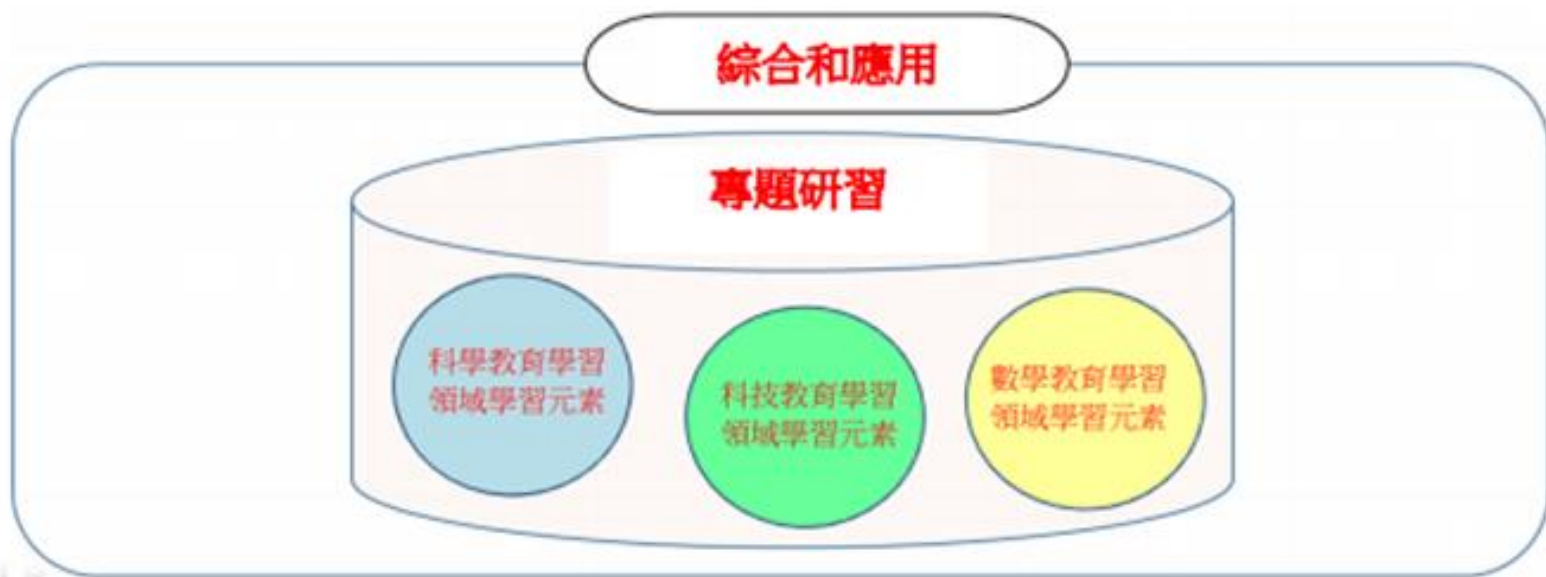 綜合和應用
專題研習
科學教育學習
領域學習元素
科技教育學習
領域學習元素
數學教育學習
領域學習元素